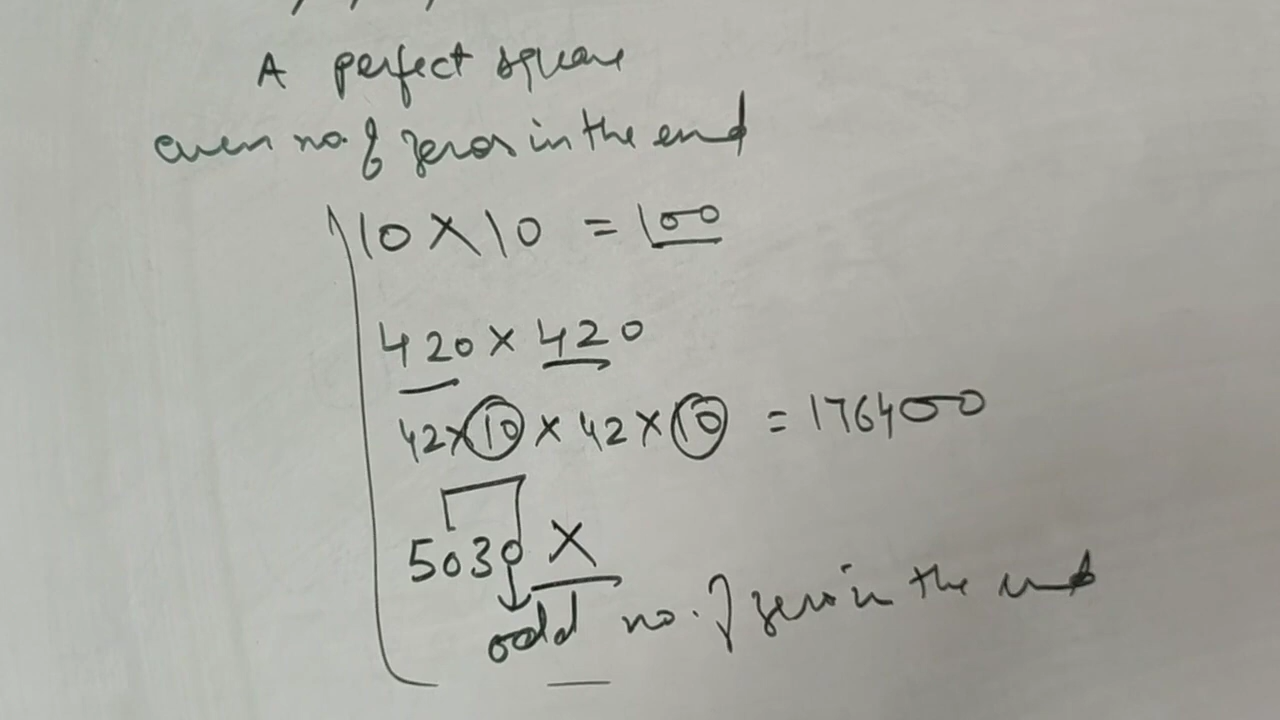 A perfect square
even no. of zeros in the end
10 X 10 = 100
420 x 420
42 x 10 x 42 x 10 = 176400
5030 X
odd no. of zeros in the end